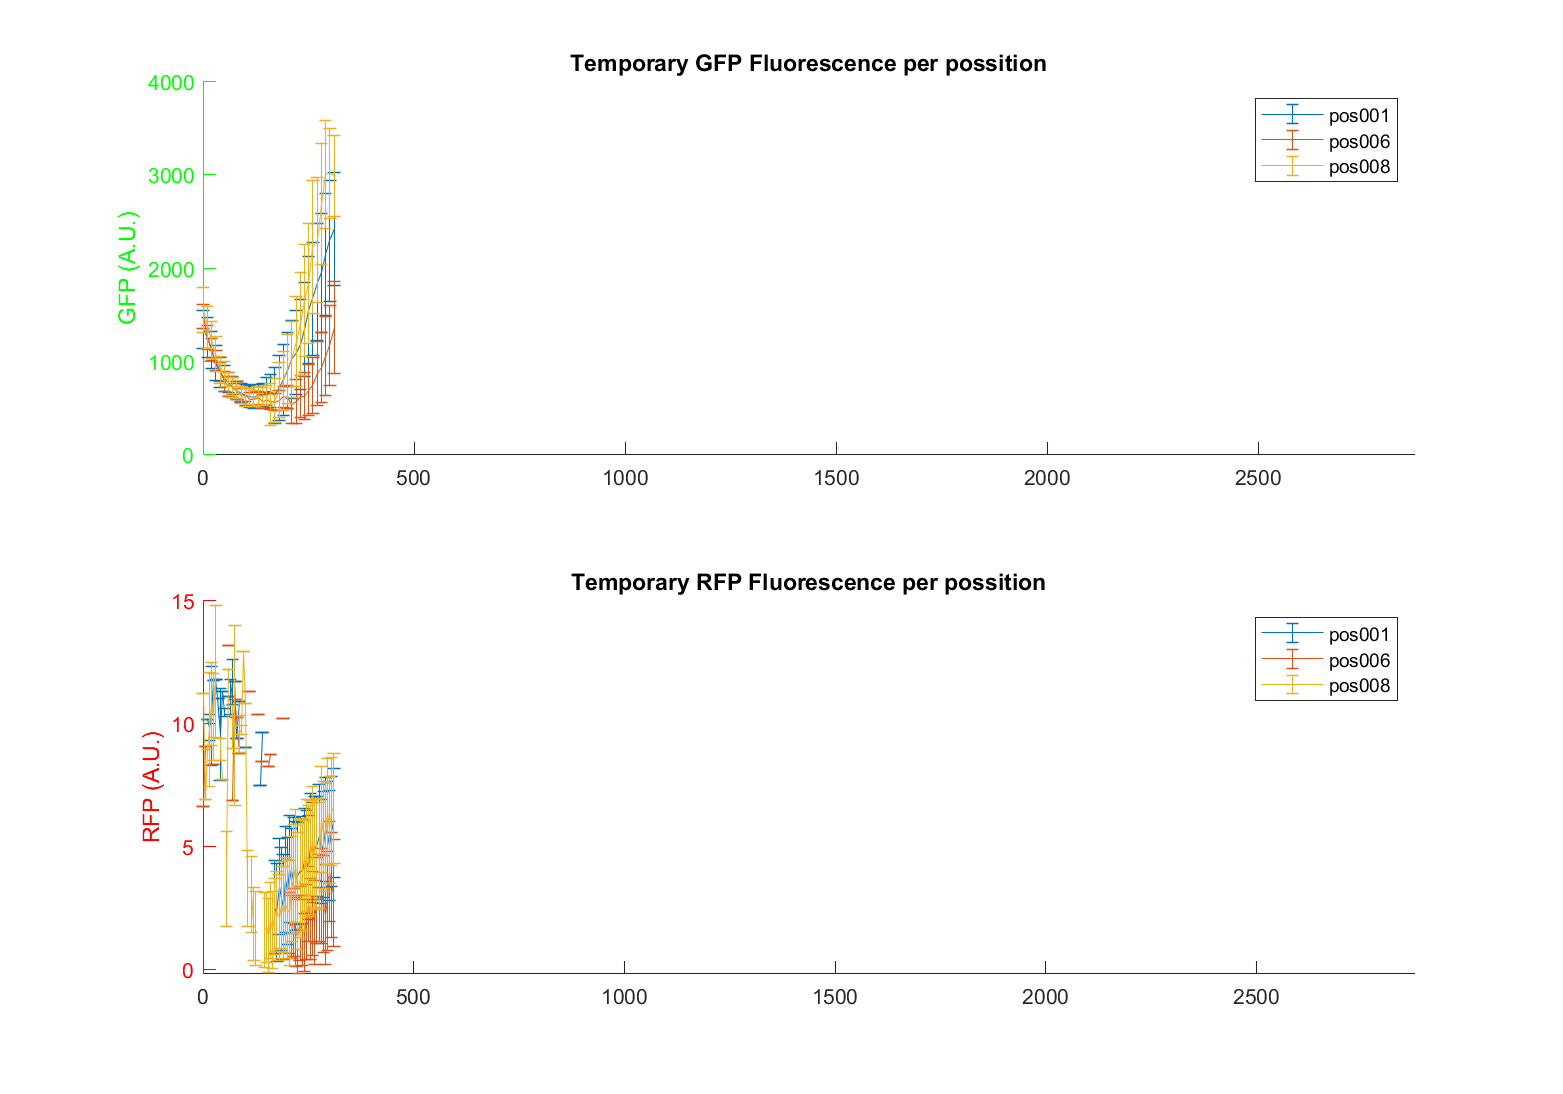 Temporary GFP Fluorescence per possition
4000
3000
2000
1000
0
GFP (A.U.)
pos001
pos006
pos008
0 500 1000 1500 2000 2500
Temporary RFP Fluorescence per possition
15
10
5
0
RFP (A.U.)
pos001
pos006
pos008
0 500 1000 1500 2000 2500